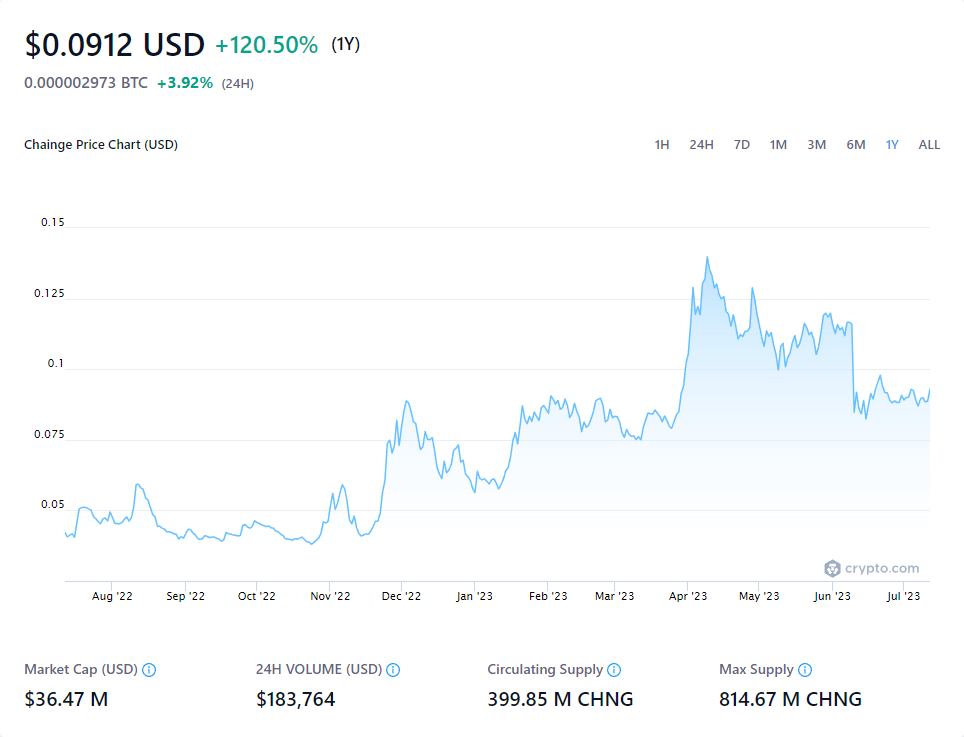 $0.0912 USD +120.50% (1Y)
0.000002973 BTC +3.92% (24H)
Chainge Price Chart (USD) 1H 24H 7D 1M 3M 6M 1Y ALL
0.15
0.125
0.1
0.075
0.05
crypto.com
Aug '22 Sep '22 Oct '22 Nov '22 Dec '22 Jan '23 Feb '23 Mar '23 Apr '23 May '23 Jun '23 Jul '23
Market Cap (USD) 24H VOLUME (USD) Circulating Supply Max Supply
$36.47 M $183,764 399.85 M CHNG 814.67 M CHNG